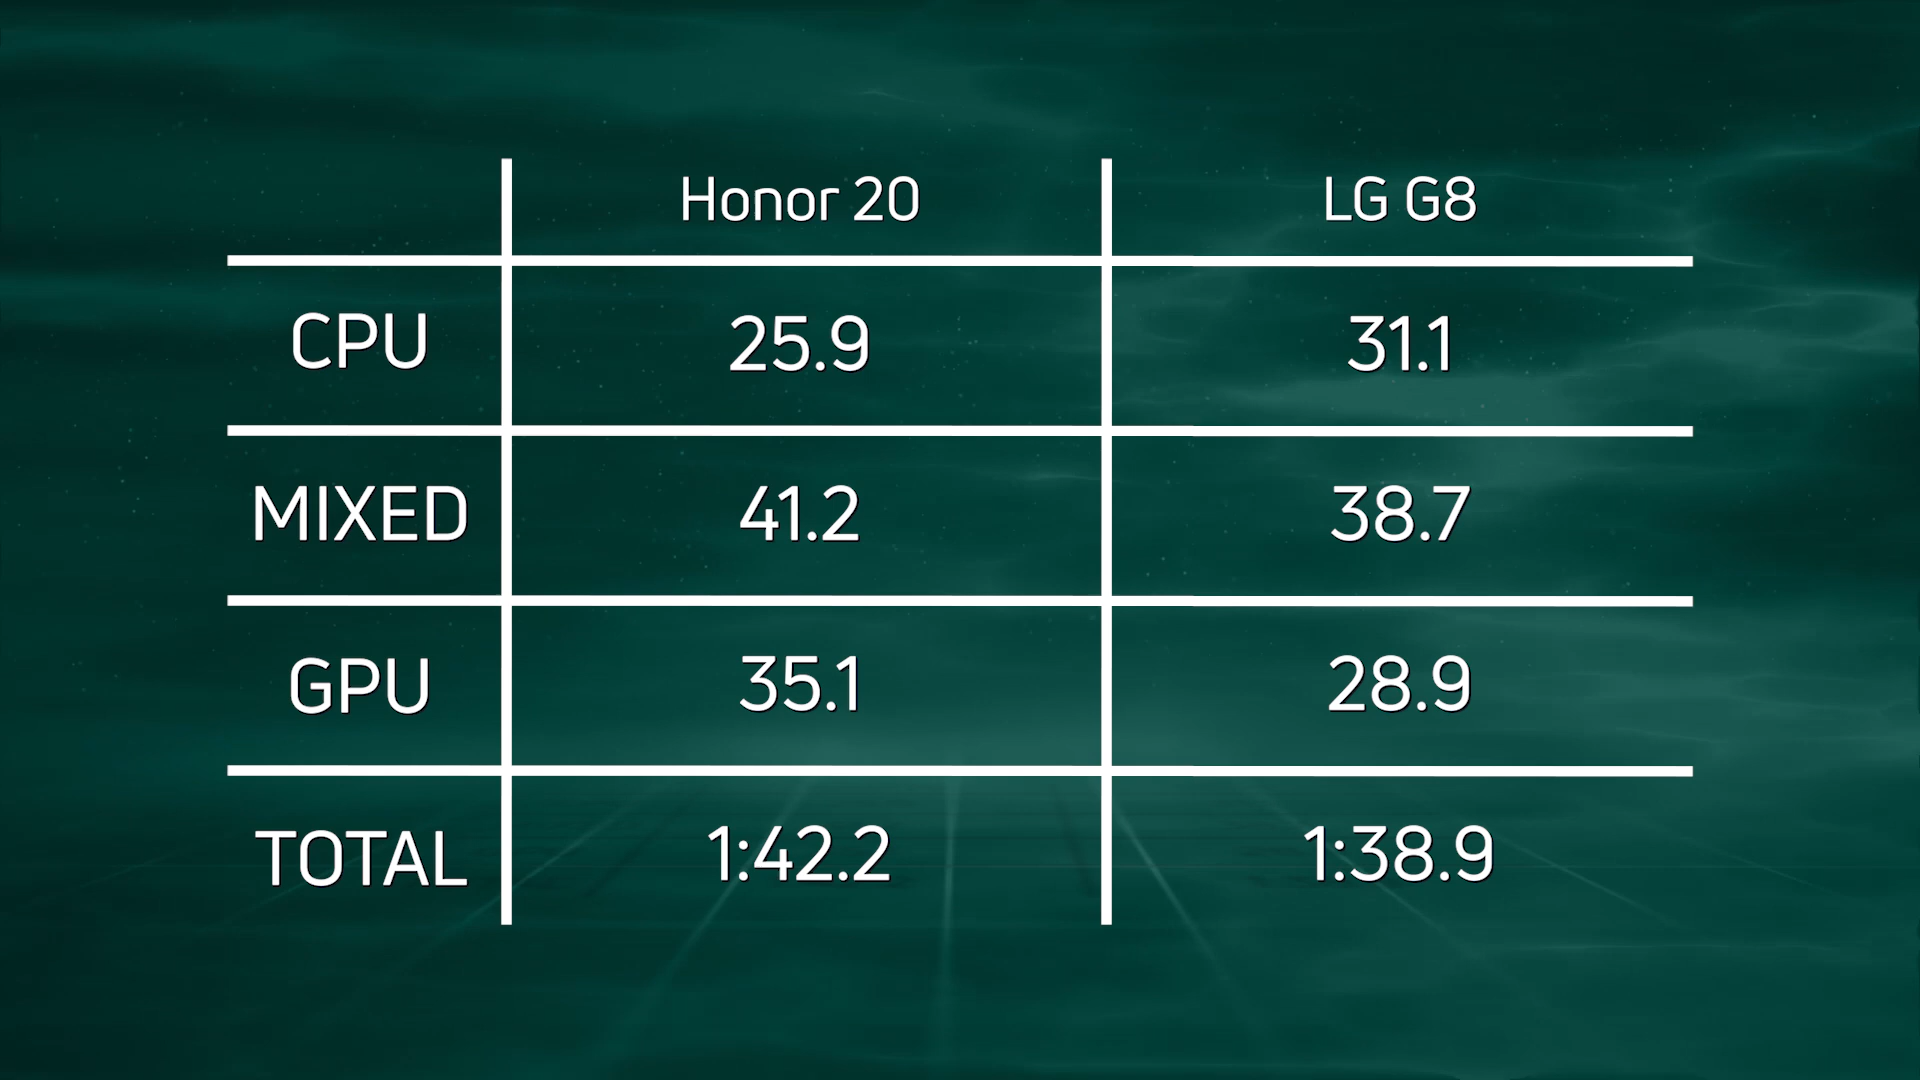 Honor 20 LG G8
CPU 25.9 31.1
MIXED 41.2 38.7
GPU 35.1 28.9
TOTAL 1:42.2 1:38.9